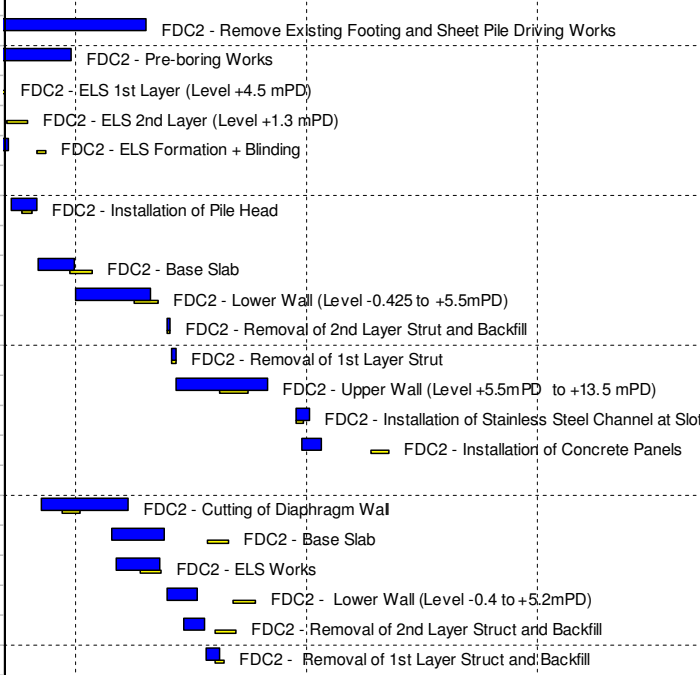 FDC2 - Remove Existing Footing and Sheet Pile Driving Works
FDC2 - Pre-boring Works
FDC2 - ELS 1st Layer (Level +4.5 mPD)
FDC2 - ELS 2nd Layer (Level +1.3 mPD)
FDC2 - ELS Formation + Blinding
FDC2 - Installation of Pile Head
FDC2 - Base Slab
FDC2 - Lower Wall (Level -0.425 to +5.5mPD)
FDC2 - Removal of 2nd Layer Strut and Backfill
FDC2 - Removal of 1st Layer Strut
FDC2 - Upper Wall (Level +5.5mPD to +13.5 mPD)
FDC2 - Installation of Stainless Steel Channel at Slot
FDC2 - Installation of Concrete Panels
FDC2 - Cutting of Diaphragm Wall
FDC2 - Base Slab
FDC2 - ELS Works
FDC2 - Lower Wall (Level -0.4 to +5.2mPD)
FDC2 - Removal of 2nd Layer Struct and Backfill
FDC2 - Removal of 1st Layer Struct and Backfill